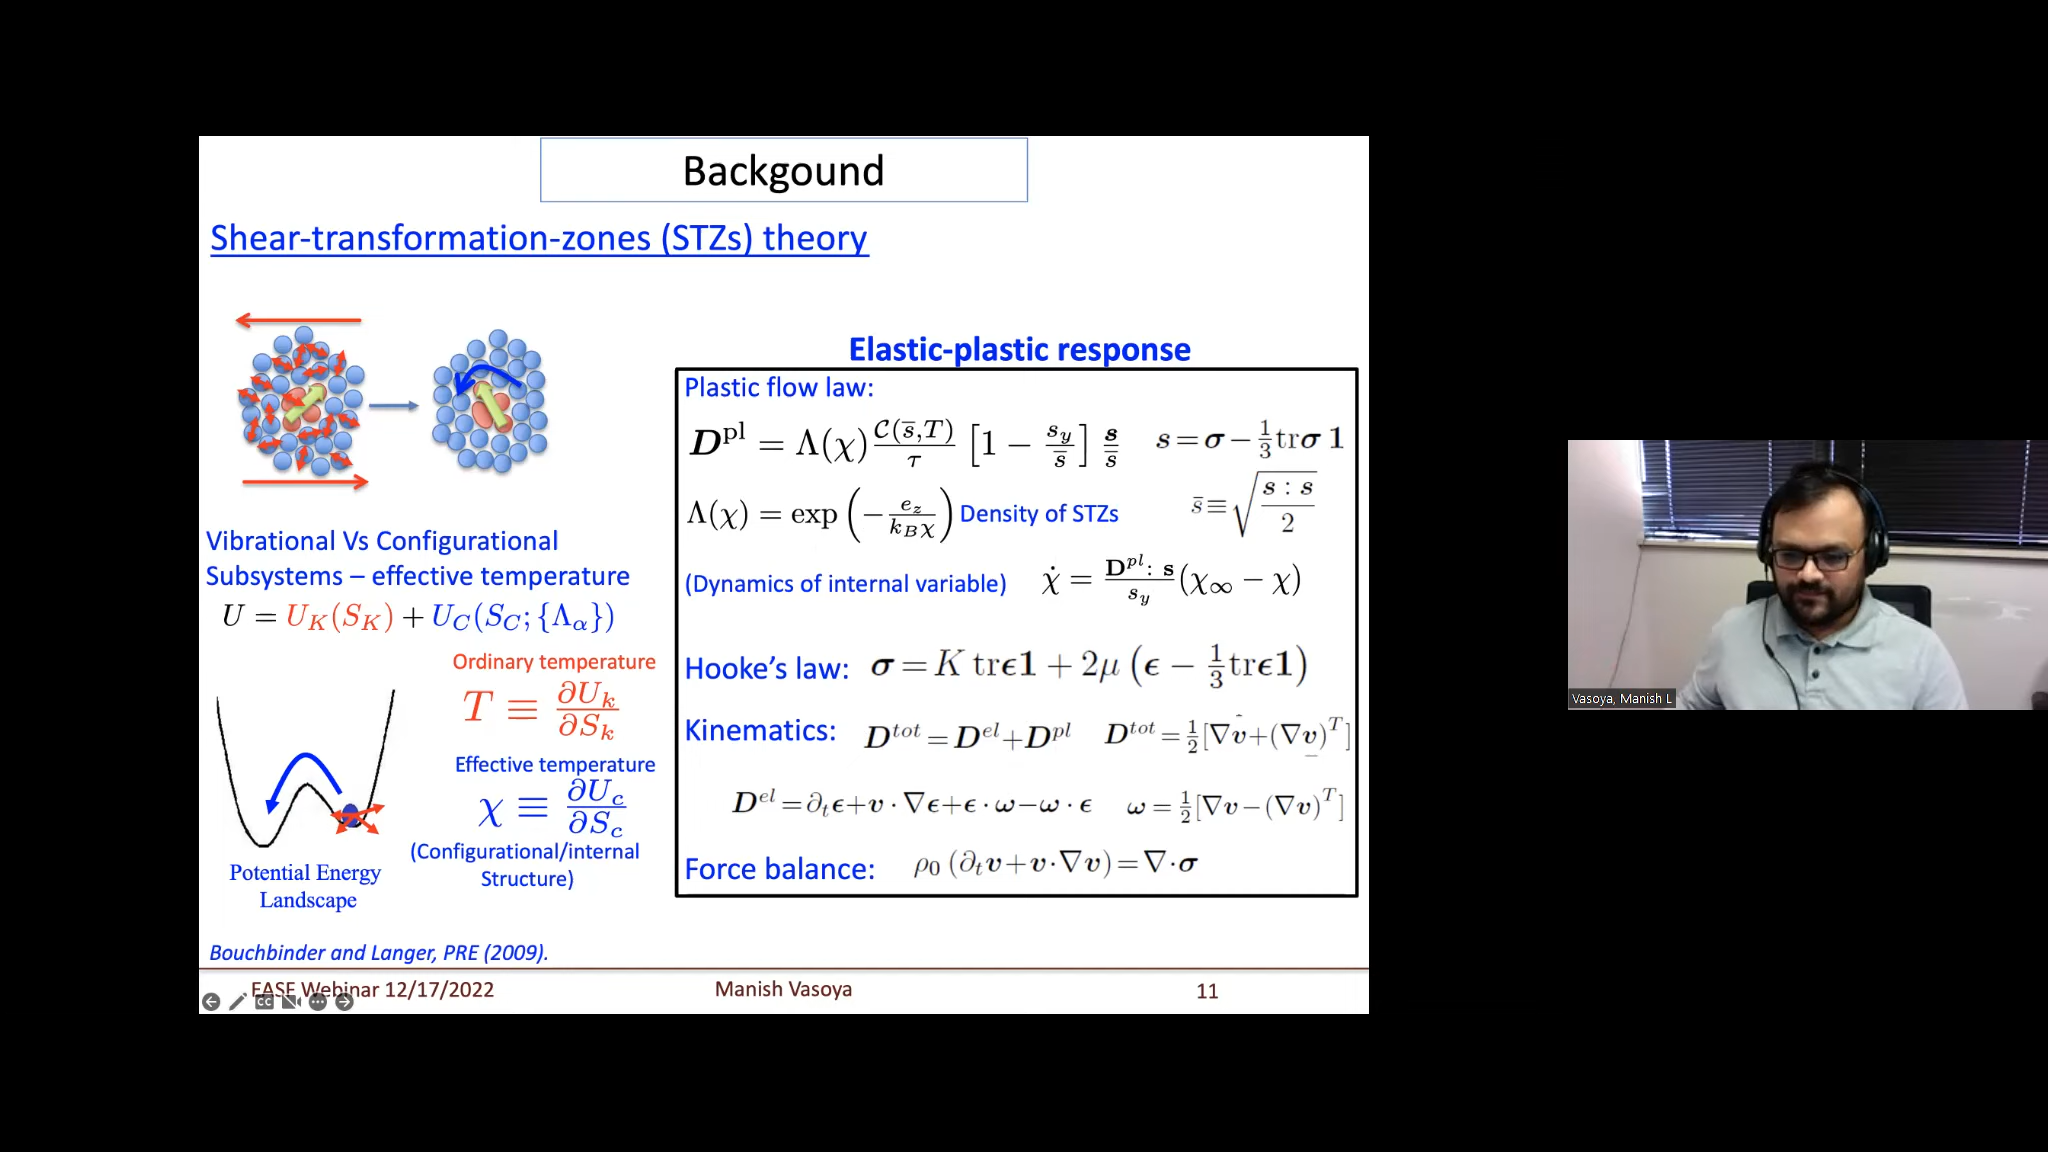 Backgound
Shear-transformation-zones (STZs) theory
Vibrational Vs Configurational
Subsystems – effective temperature
U = U_K(S_K) + U_C(S_C; {Λ_α})
Ordinary temperature
T ≡ ∂U_k/∂S_k
Effective temperature
χ ≡ ∂U_c/∂S_c
(Configurational/internal
Structure)
Potential Energy
Landscape
Elastic-plastic response
Plastic flow law:
D^pl = Λ(χ) C(s̄,T)/τ [1 − s_y/s̄] s/s̄   s = σ − 1/3 trσ 1
Λ(χ) = exp(−e_z/(k_B χ)) Density of STZs   s̄ ≡ √(s : s/2)
(Dynamics of internal variable)   χ̇ = D^pl : s/s_y (χ_∞ − χ)
Hooke's law: σ = K trϵ1 + 2μ (ϵ − 1/3 trϵ1)
Kinematics: D^tot = D^el + D^pl   D^tot = 1/2[∇v+(∇v)^T]
D^el = ∂_tϵ + v · ∇ϵ + ϵ · ω − ω · ϵ   ω = 1/2[∇v−(∇v)^T]
Force balance: ρ_0 (∂_t v + v·∇v) = ∇·σ
Bouchbinder and Langer, PRE (2009).
EASE Webinar 12/17/2022
Manish Vasoya
11
CC
Vasoya, Manish L